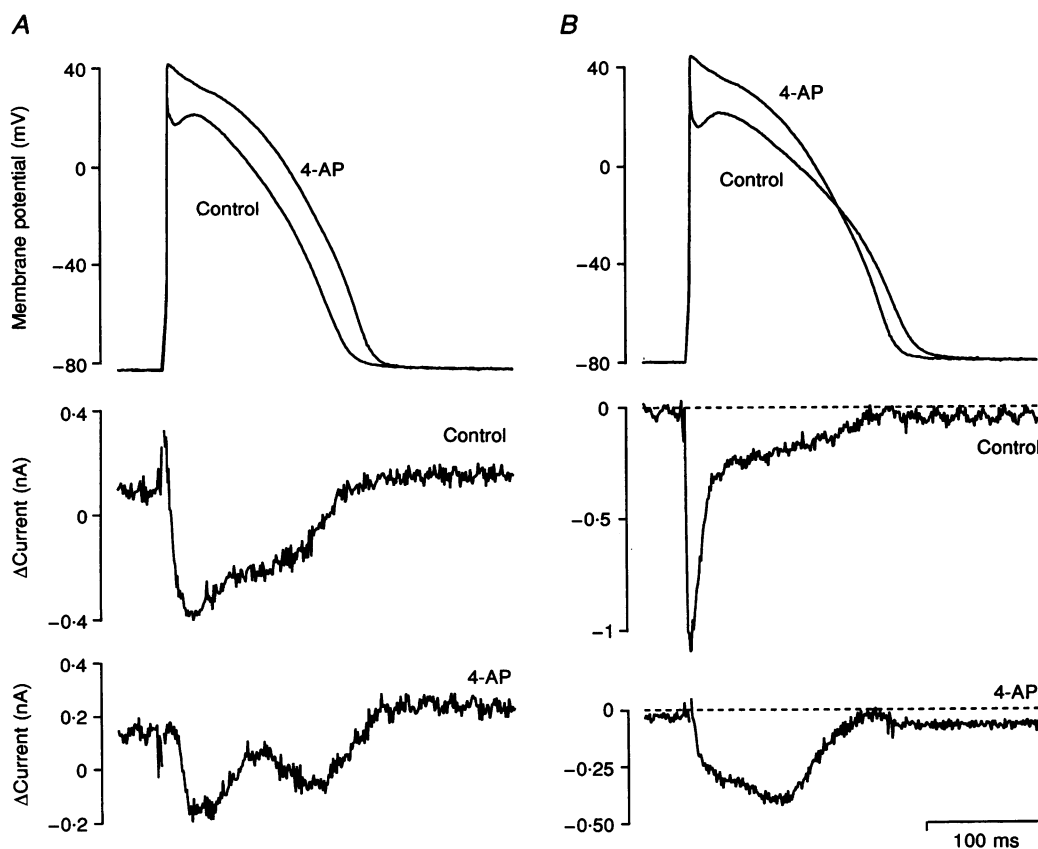 A
B
Membrane potential (mV)
40
0
−40
−80
4-AP
Control
40
0
−40
−80
4-AP
Control
ΔCurrent (nA)
0·4
0
−0·4
Control
0
−0·5
−1
Control
ΔCurrent (nA)
0·4
0·2
0
−0·2
4-AP
0
−0·25
−0·50
4-AP
100 ms